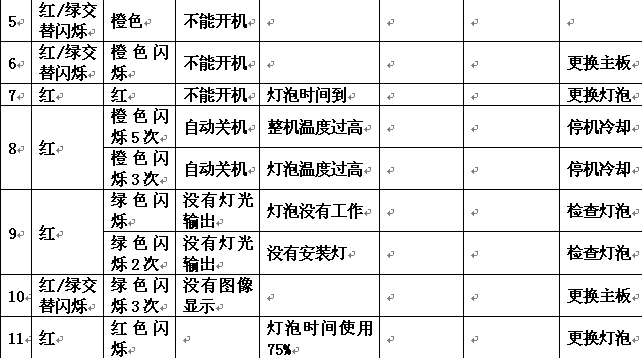 5 红/绿交替闪烁 橙色 不能开机
6 红/绿交替闪烁 橙色闪烁 不能开机 更换主板
7 红 红 不能开机 灯泡时间到 更换灯泡
8 红 橙色闪烁5次 自动关机 整机温度过高 停机冷却
橙色闪烁3次 自动关机 灯泡温度过高 停机冷却
9 红 绿色闪烁 没有灯光输出 灯泡没有工作 检查灯泡
绿色闪烁2次 没有灯光输出 没有安装灯 检查灯泡
10 红/绿交替闪烁 绿色闪烁3次 没有图像显示 更换主板
11 红 红色闪烁 灯泡时间使用75% 更换灯泡